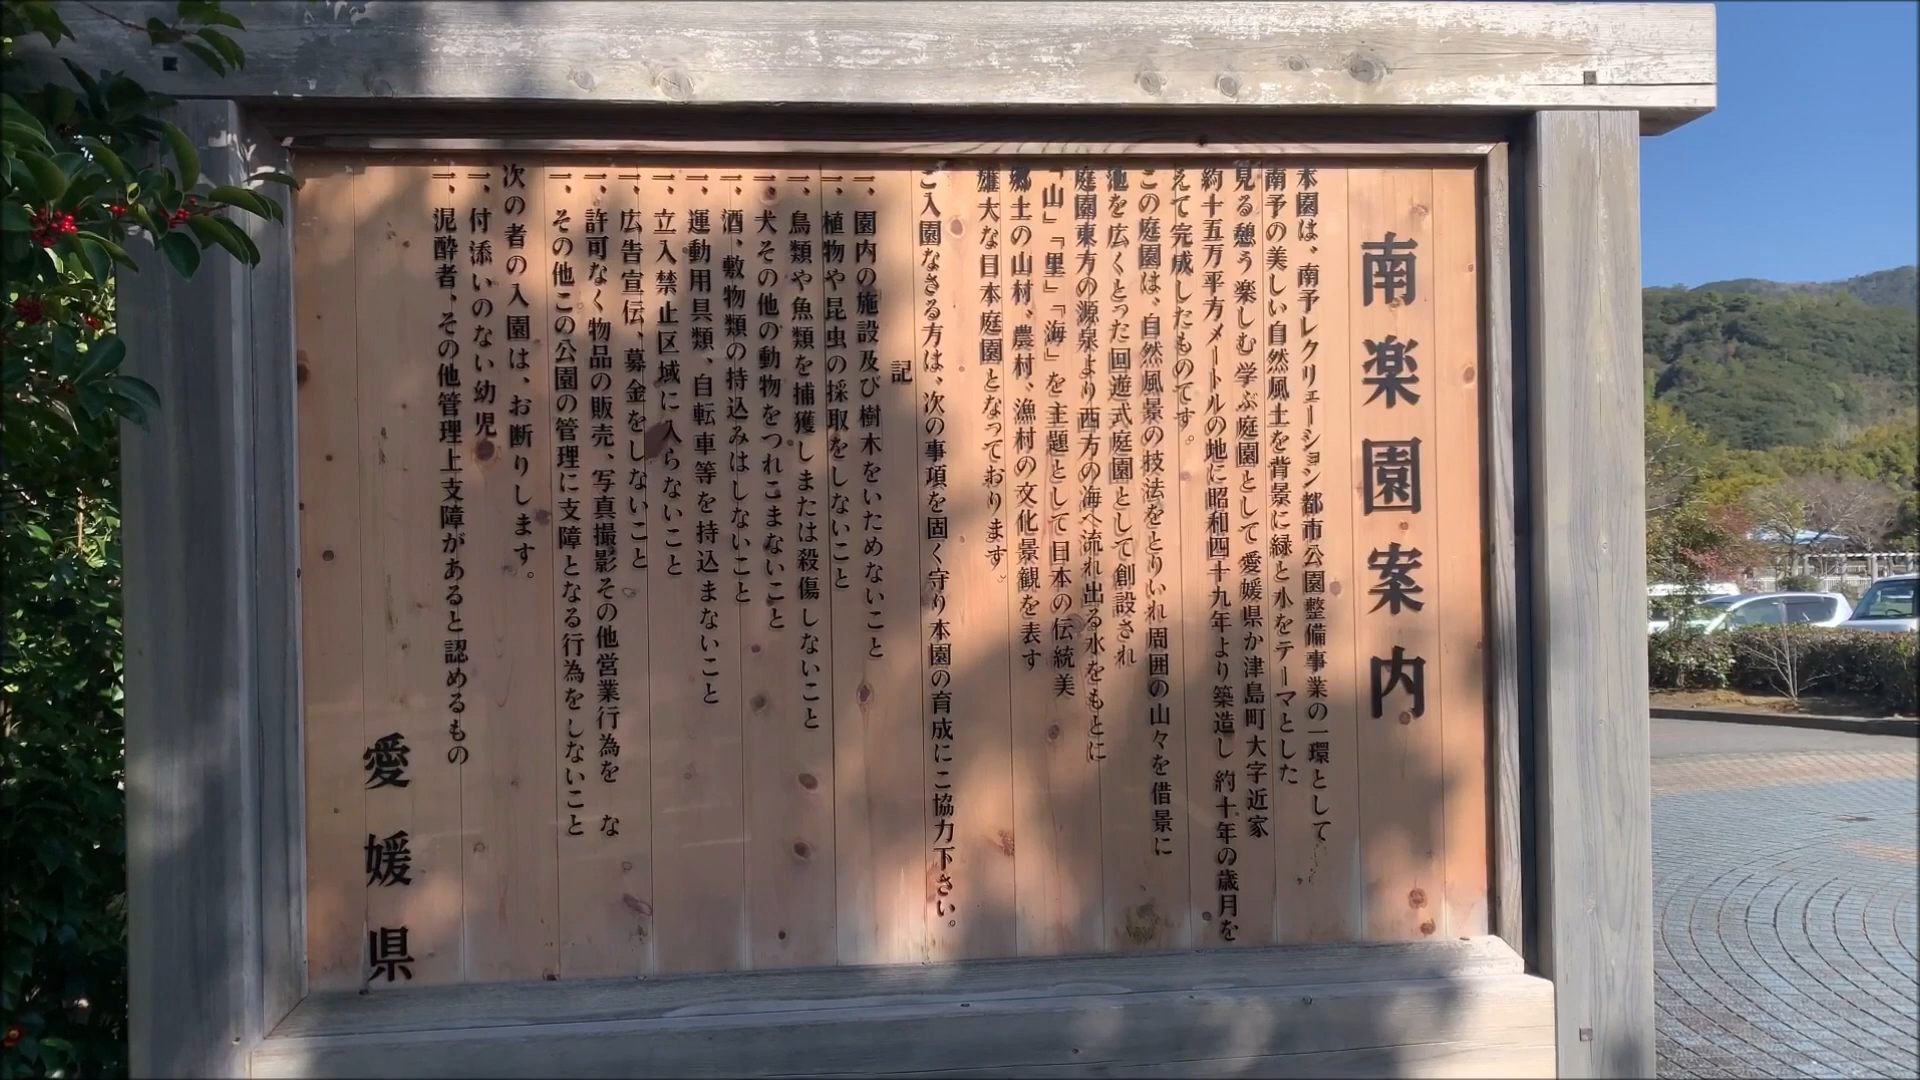 南楽園案内
本園は、南予レクリェーション都市公園整備事業の一環として
南予の美しい自然風土を背景に緑と水をテーマとした
見る憩う楽しむ学ぶ庭園として愛媛県か津島町大字近家
約十五万平方メートルの地に昭和四十九年より築造し約十年の歳月を
えて完成したものてす。
この庭園は、自然風景の技法をとりいれ周囲の山々を借景に
池を広くとった回遊式庭園として創設され
庭園東方の源泉より西方の海へ流れ出る水をもとに
「山」「里」「海」を主題として日本の伝統美
郷土の山村、農村、漁村の文化景観を表す
雄大な日本庭園となっております。
ご入園なさる方は、次の事項を固く守り本園の育成にこ協力下さい。
記
一、園内の施設及び樹木をいためないこと
一、植物や昆虫の採取をしないこと
一、鳥類や魚類を捕獲しまたは殺傷しないこと
一、犬その他の動物をつれこまないこと
一、酒、敷物類の持込みはしないこと
一、運動用具類、自転車等を持込まないこと
一、立入禁止区域に入らないこと
一、広告宣伝、募金をしないこと
一、許可なく物品の販売、写真撮影その他営業行為を な
一、その他この公園の管理に支障となる行為をしないこと
次の者の入園は、お断りします。
一、付添いのない幼児
一、泥酔者、その他管理上支障があると認めるもの
愛媛県